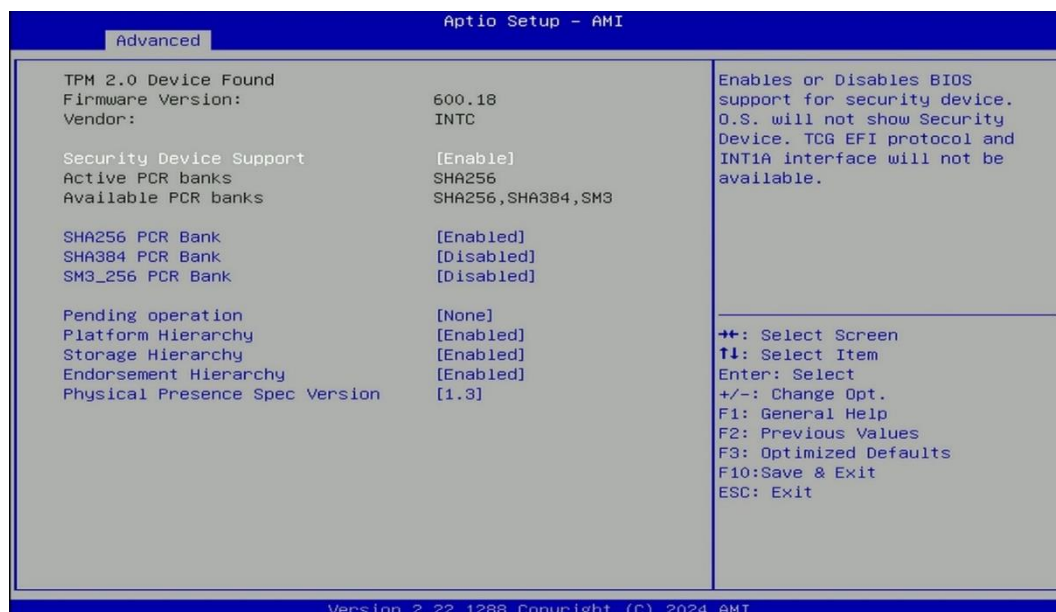 Aptio Setup – AMI
Advanced
TPM 2.0 Device Found
Firmware Version: 600.18
Vendor: INTC
Security Device Support [Enable]
Active PCR banks SHA256
Available PCR banks SHA256,SHA384,SM3
SHA256 PCR Bank [Enabled]
SHA384 PCR Bank [Disabled]
SM3_256 PCR Bank [Disabled]
Pending operation [None]
Platform Hierarchy [Enabled]
Storage Hierarchy [Enabled]
Endorsement Hierarchy [Enabled]
Physical Presence Spec Version [1.3]
Enables or Disables BIOS
support for security device.
O.S. will not show Security
Device. TCG EFI protocol and
INT1A interface will not be
available.
→←: Select Screen
↑↓: Select Item
Enter: Select
+/-: Change Opt.
F1: General Help
F2: Previous Values
F3: Optimized Defaults
F10:Save & Exit
ESC: Exit
Version 2.22.1288 Copyright (C) 2024 AMI